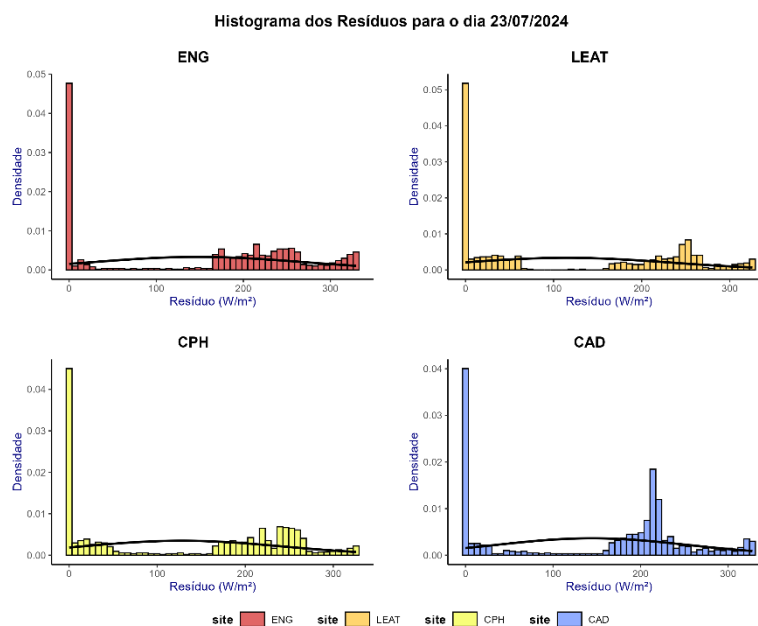 Histograma dos Resíduos para o dia 23/07/2024
ENG
0.05
0.04
0.03
0.02
0.01
0.00
Densidade
0 100 200 300
Resíduo (W/m²)
LEAT
0.05
0.04
0.03
0.02
0.01
0.00
Densidade
0 100 200 300
Resíduo (W/m²)
CPH
0.04
0.03
0.02
0.01
0.00
Densidade
0 100 200 300
Resíduo (W/m²)
CAD
0.04
0.03
0.02
0.01
0.00
Densidade
0 100 200 300
Resíduo (W/m²)
site ENG site LEAT site CPH site CAD